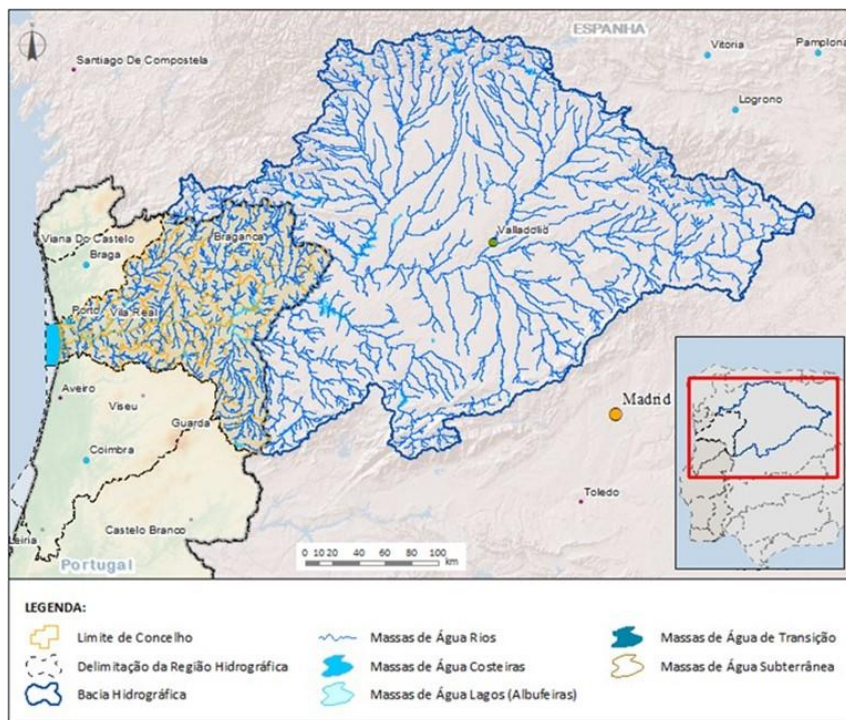 ESPANHA
Santiago De Compostela
Vitoria
Pamplona
Logrono
Viana Do Castelo
Bragança
Braga
Valladolid
Porto
Vila Real
Aveiro
Viseu
Guarda
Madrid
Coimbra
Toledo
Castelo Branco
Leiria
0 10 20 40 60 80 100
km
Portugal
LEGENDA:
Limite de Concelho
Massas de Água Rios
Massas de Água de Transição
Delimitação da Região Hidrográfica
Massas de Água Costeiras
Massas de Água Subterrânea
Bacia Hidrográfica
Massas de Água Lagos (Albufeiras)